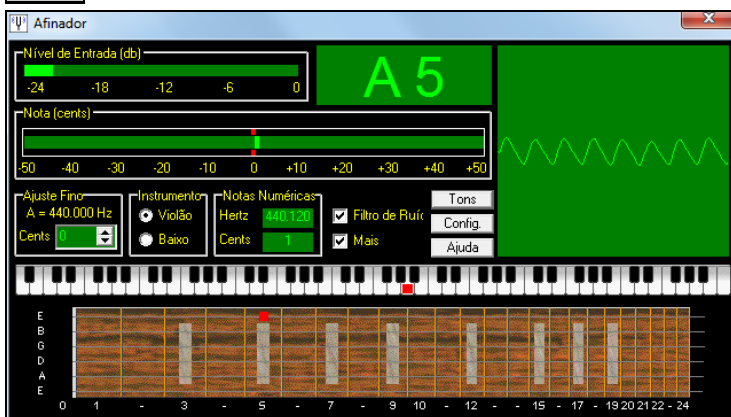 Afinador
Nível de Entrada (db)
-24 -18 -12 -6 0
A 5
Nota (cents)
-50 -40 -30 -20 -10 0 +10 +20 +30 +40 +50
Ajuste Fino
A = 440.000 Hz
Cents 0
Instrumento
Violão
Baixo
Notas Numéricas
Hertz 440.120
Cents 1
Filtro de Ruíc
Mais
Tons
Config.
Ajuda
E
B
G
D
A
E
0 1 - 3 - 5 - 7 - 9 10 - 12 - - 15 - 17 - 19 20 21 22 - 24